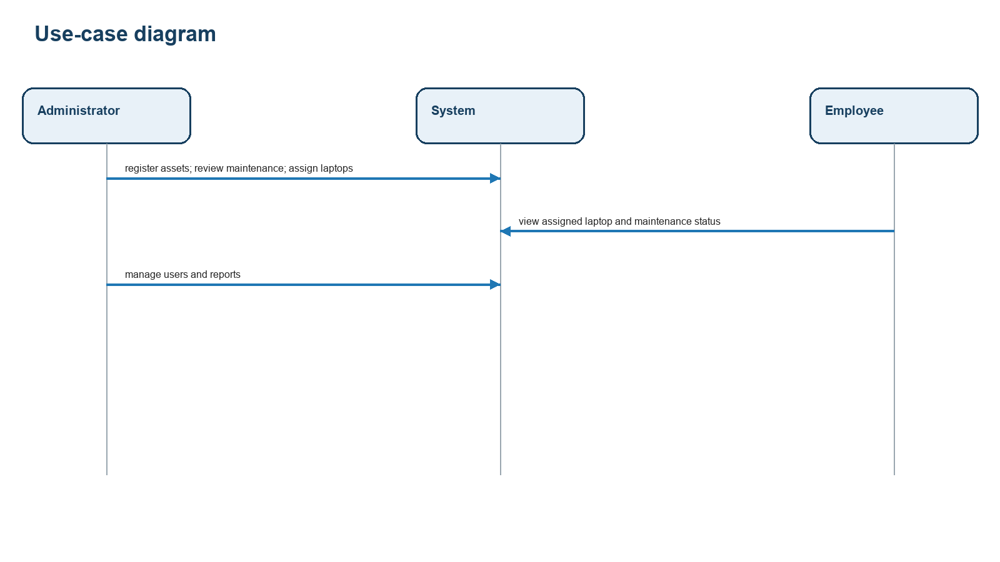 Use-case diagram
Administrator
System
Employee
register assets; review maintenance; assign laptops
view assigned laptop and maintenance status
manage users and reports